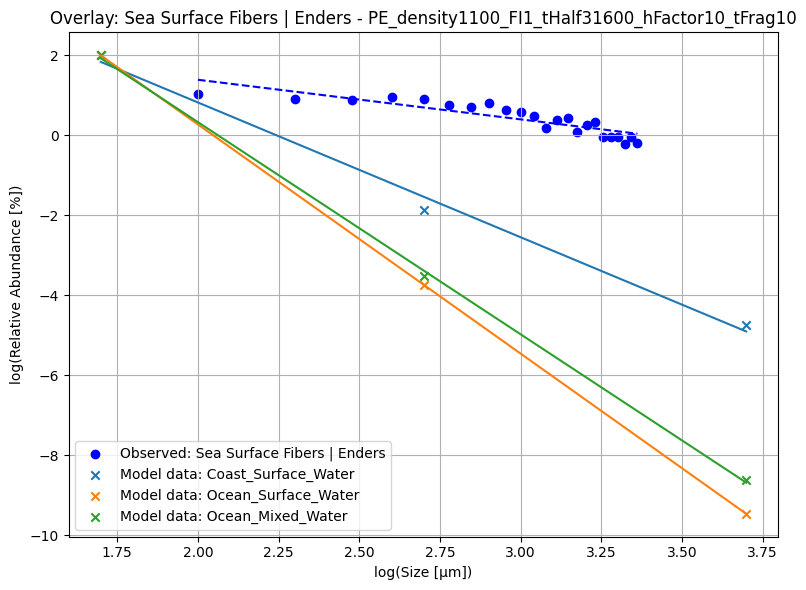 Overlay: Sea Surface Fibers | Enders - PE_density1100_FI1_tHalf31600_hFactor10_tFrag10
log(Relative Abundance [%])
2
0
−2
−4
−6
−8
−10
Observed: Sea Surface Fibers | Enders
Model data: Coast_Surface_Water
Model data: Ocean_Surface_Water
Model data: Ocean_Mixed_Water
1.75 2.00 2.25 2.50 2.75 3.00 3.25 3.50 3.75
log(Size [μm])